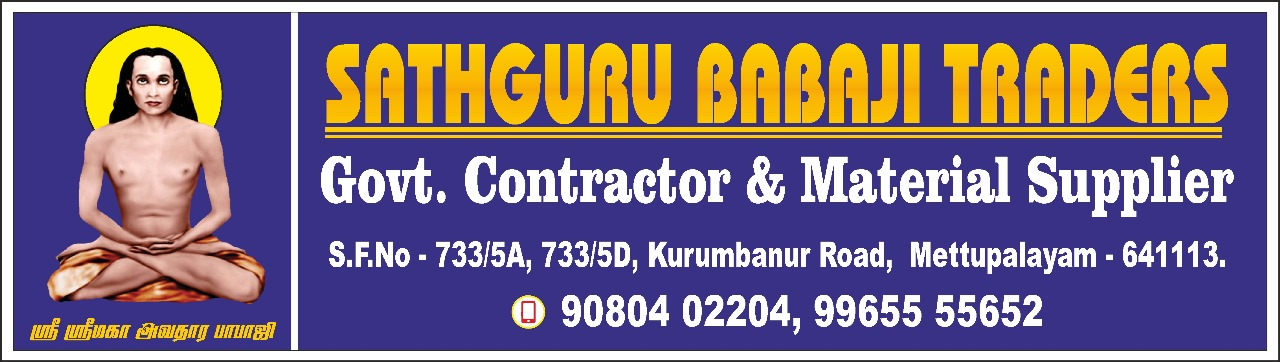 SATHGURU BABAJI TRADERS
Govt. Contractor & Material Supplier
S.F.No - 733/5A, 733/5D, Kurumbanur Road, Mettupalayam - 641113.
90804 02204, 99655 55652
ஸ்ரீ ஸ்ரீமகா அவதார பாபாஜி